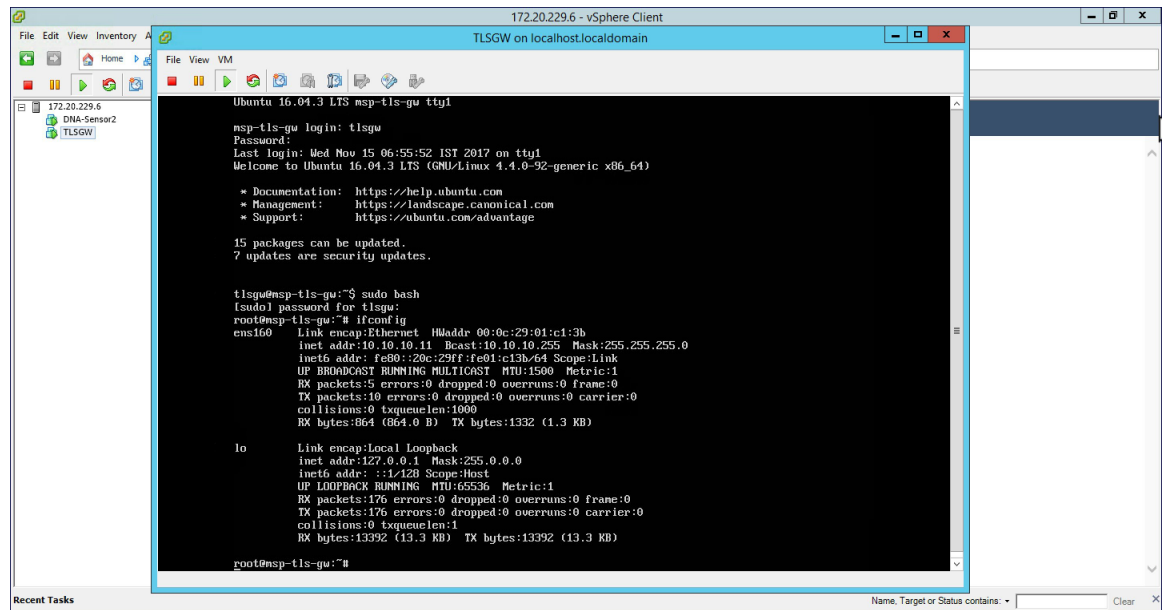 172.20.229.6 - vSphere Client
File Edit View Inventory A
TLSGW on localhost.localdomain
Home
File View VM
172.20.229.6
DNA-Sensor2
TLSGW
Ubuntu 16.04.3 LTS msp-tls-gw tty1
msp-tls-gw login: tlsgw
Password:
Last login: Wed Nov 15 06:55:52 IST 2017 on tty1
Welcome to Ubuntu 16.04.3 LTS (GNU/Linux 4.4.0-92-generic x86_64)
* Documentation: https://help.ubuntu.com
* Management: https://landscape.canonical.com
* Support: https://ubuntu.com/advantage
15 packages can be updated.
7 updates are security updates.
tlsgw@msp-tls-gw:~$ sudo bash
[sudo] password for tlsgw:
root@msp-tls-gw:~# ifconfig
ens160 Link encap:Ethernet HWaddr 00:0c:29:01:c1:3b
inet addr:10.10.10.11 Bcast:10.10.10.255 Mask:255.255.255.0
inet6 addr: fe80::20c:29ff:fe01:c13b/64 Scope:Link
UP BROADCAST RUNNING MULTICAST MTU:1500 Metric:1
RX packets:5 errors:0 dropped:0 overruns:0 frame:0
TX packets:10 errors:0 dropped:0 overruns:0 carrier:0
collisions:0 txqueuelen:1000
RX bytes:864 (864.0 B) TX bytes:1332 (1.3 KB)
lo Link encap:Local Loopback
inet addr:127.0.0.1 Mask:255.0.0.0
inet6 addr: ::1/128 Scope:Host
UP LOOPBACK RUNNING MTU:65536 Metric:1
RX packets:176 errors:0 dropped:0 overruns:0 frame:0
TX packets:176 errors:0 dropped:0 overruns:0 carrier:0
collisions:0 txqueuelen:1
RX bytes:13392 (13.3 KB) TX bytes:13392 (13.3 KB)
root@msp-tls-gw:~#
Recent Tasks
Name, Target or Status contains:
Clear